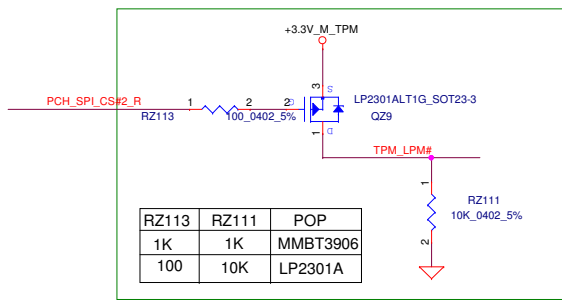 +3.3V_M_TPM
S
3
LP2301ALT1G_SOT23-3
PCH_SPI_CS#2_R
1
2
2
G
RZ113
100_0402_5%
QZ9
1
D
TPM_LPM#
1
RZ111
10K_0402_5%
2
RZ113 RZ111 POP
1K 1K MMBT3906
100 10K LP2301A